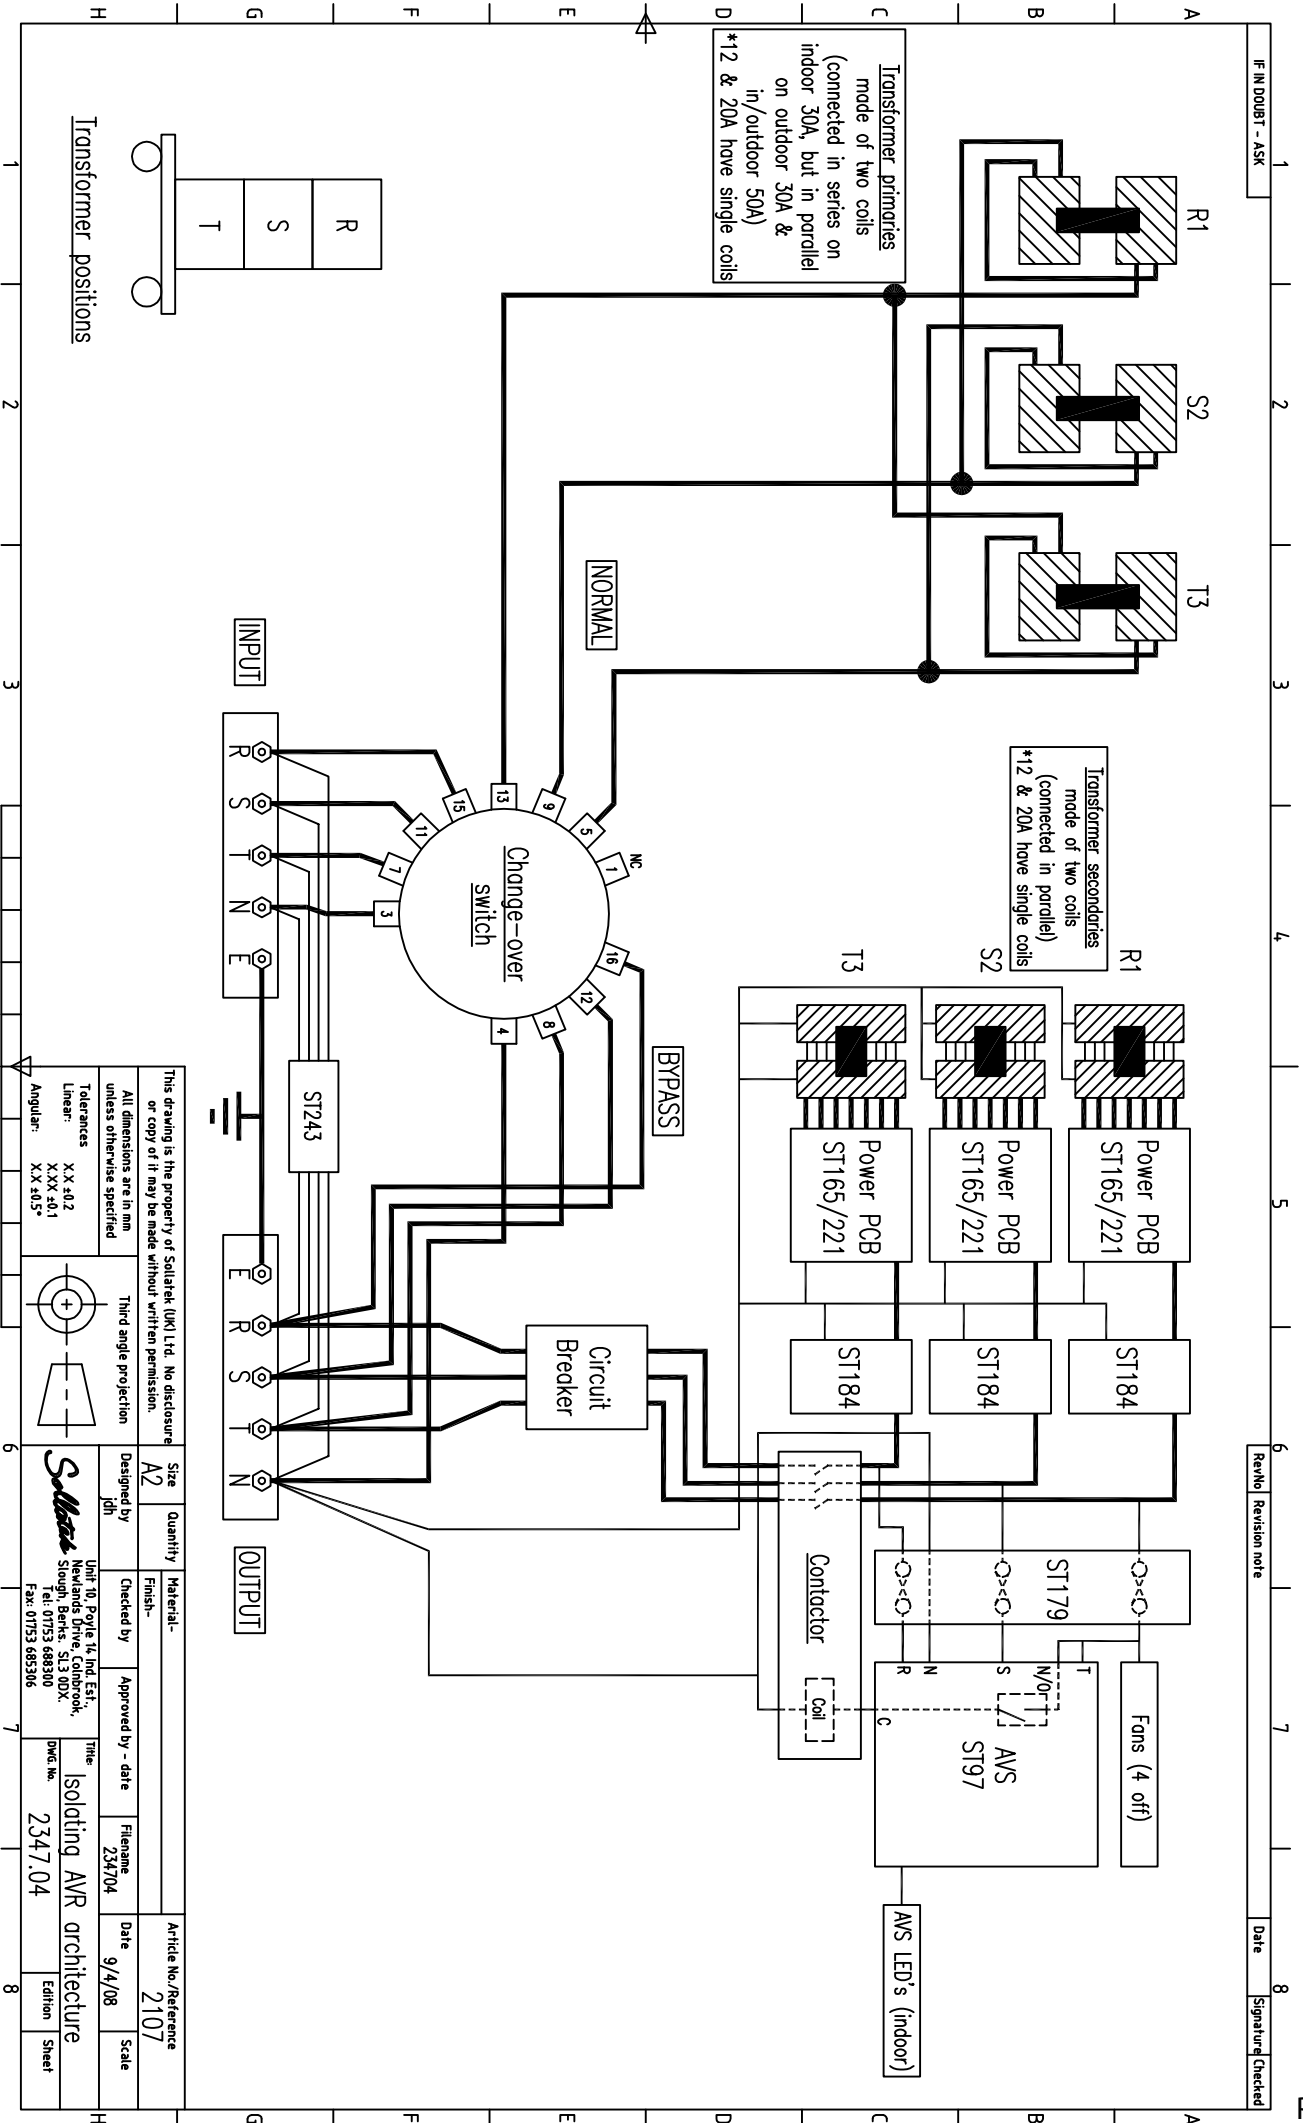 IF IN DOUBT - ASK
RevNo
Revision note
Date
Signature
Checked
1
2
3
4
5
6
7
8
A
B
C
D
E
F
G
H
R1
S2
T3
Transformer primaries
made of two coils
(connected in series on
indoor 30A, but in parallel
on outdoor 30A &
in/outdoor 50A)
*12 & 20A have single coils
Transformer secondaries
made of two coils
(connected in parallel)
*12 & 20A have single coils
R1
S2
T3
Power PCB
ST165/221
Power PCB
ST165/221
Power PCB
ST165/221
ST184
ST184
ST184
ST179
Fans (4 off)
T
N/O
S
N
R
C
AVS
ST97
AVS LED's (indoor)
Contactor
Coil
Circuit
Breaker
NORMAL
BYPASS
Change-over
switch
NC
1
5
9
13
15
11
7
3
16
12
8
4
INPUT
R
S
T
N
E
ST243
E
R
S
T
N
OUTPUT
R
S
T
Transformer positions
This drawing is the property of Sollatek (UK) Ltd. No disclosure
or copy of it may be made without written permission.
All dimensions are in mm
unless otherwise specified
Tolerances
Linear:
X.X ±0.2
X.XX ±0.1
Angular:
X.X ±0.5°
Third angle projection
Size
A2
Quantity
Material-
Finish-
Article No./Reference
2107
Designed by
jdh
Checked by
Approved by - date
Filename
234704
Date
9/4/08
Scale
Sollatek
Unit 10, Poyle 14 Ind. Est.,
Newlands Drive, Colnbrook,
Slough, Berks. SL3 0DX.
Tel: 01753 688300
Fax: 01753 685306
Title:
Isolating AVR architecture
DWG. No.
2347.04
Edition
Sheet
1
2
3
4
5
6
7
8
A
B
C
D
E
F
G
H